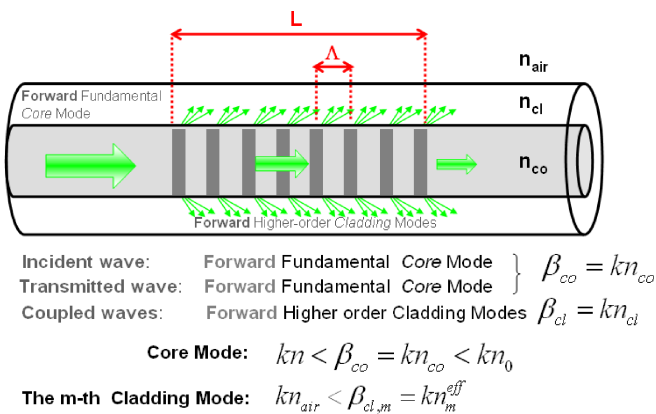 L
Λ
n_air
Forward Fundamental
Core Mode
n_cl
n_co
Forward Higher-order Cladding Modes
Incident wave: Forward Fundamental Core Mode
Transmitted wave: Forward Fundamental Core Mode
} β_co = kn_co
Coupled waves: Forward Higher order Cladding Modes β_cl = kn_cl
Core Mode: kn < β_co = kn_co < kn_0
The m-th Cladding Mode: kn_air < β_cl,m = kn_m^eff